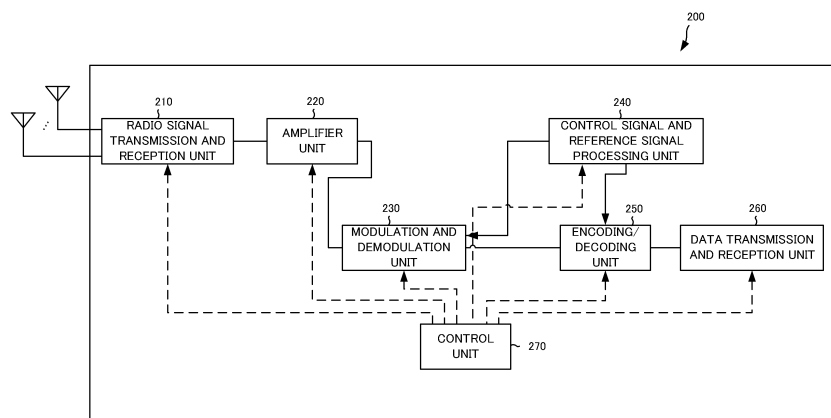 200
210
RADIO SIGNAL
TRANSMISSION AND
RECEPTION UNIT
220
AMPLIFIER
UNIT
240
CONTROL SIGNAL AND
REFERENCE SIGNAL
PROCESSING UNIT
230
MODULATION AND
DEMODULATION
UNIT
250
ENCODING/
DECODING
UNIT
260
DATA TRANSMISSION
AND RECEPTION UNIT
CONTROL
UNIT
270